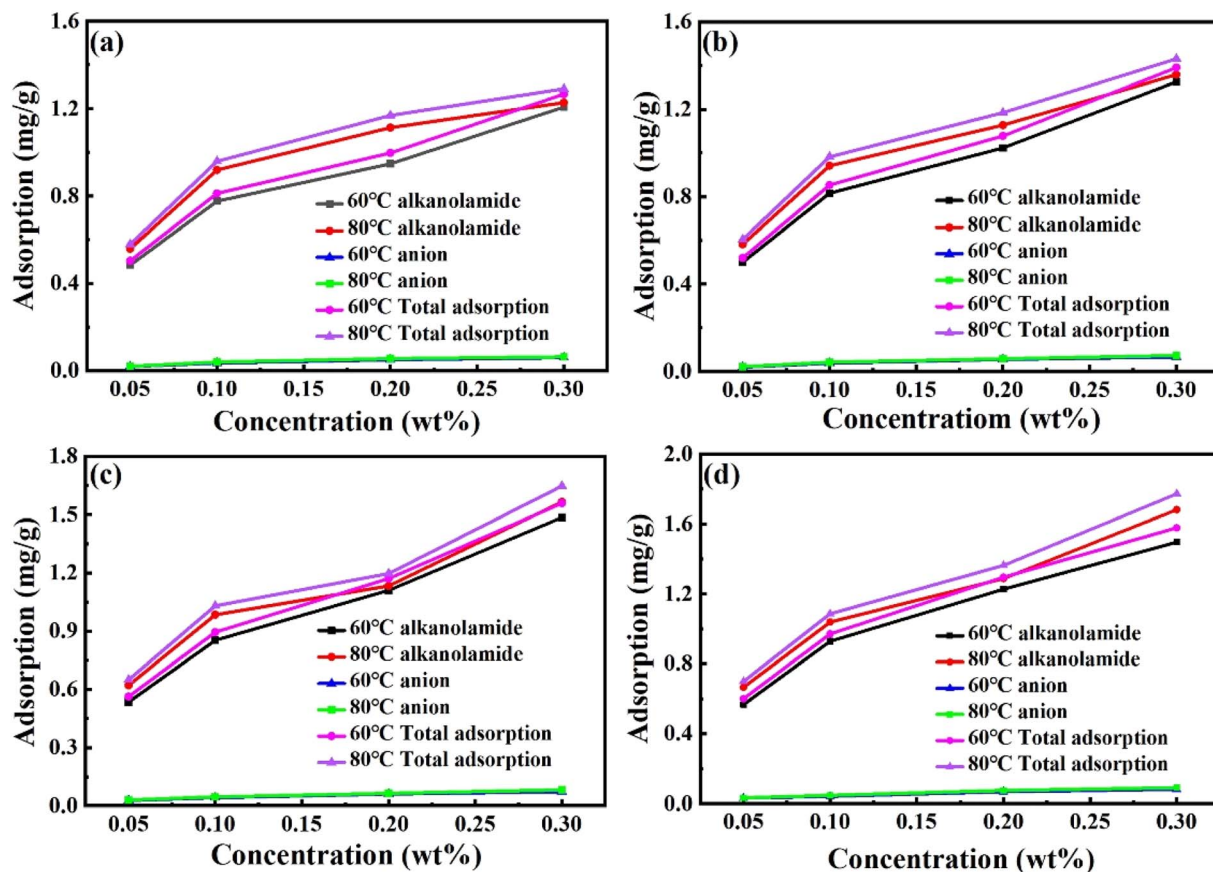 (a)
Adsorption (mg/g)
1.6
1.2
0.8
0.4
0.0
60°C alkanolamide
80°C alkanolamide
60°C anion
80°C anion
60°C Total adsorption
80°C Total adsorption
0.05 0.10 0.15 0.20 0.25 0.30
Concentration (wt%)
(b)
Adsorption (mg/g)
1.6
1.2
0.8
0.4
0.0
60°C alkanolamide
80°C alkanolamide
60°C anion
80°C anion
60°C Total adsorption
80°C Total adsorption
0.05 0.10 0.15 0.20 0.25 0.30
Concentratiom (wt%)
(c)
Adsorption (mg/g)
1.8
1.5
1.2
0.9
0.6
0.3
0.0
60°C alkanolamide
80°C alkanolamide
60°C anion
80°C anion
60°C Total adsorption
80°C Total adsorption
0.05 0.10 0.15 0.20 0.25 0.30
Concentration (wt%)
(d)
Adsorption (mg/g)
2.0
1.6
1.2
0.8
0.4
0.0
60°C alkanolamide
80°C alkanolamide
60°C anion
80°C anion
60°C Total adsorption
80°C Total adsorption
0.05 0.10 0.15 0.20 0.25 0.30
Concentration (wt%)